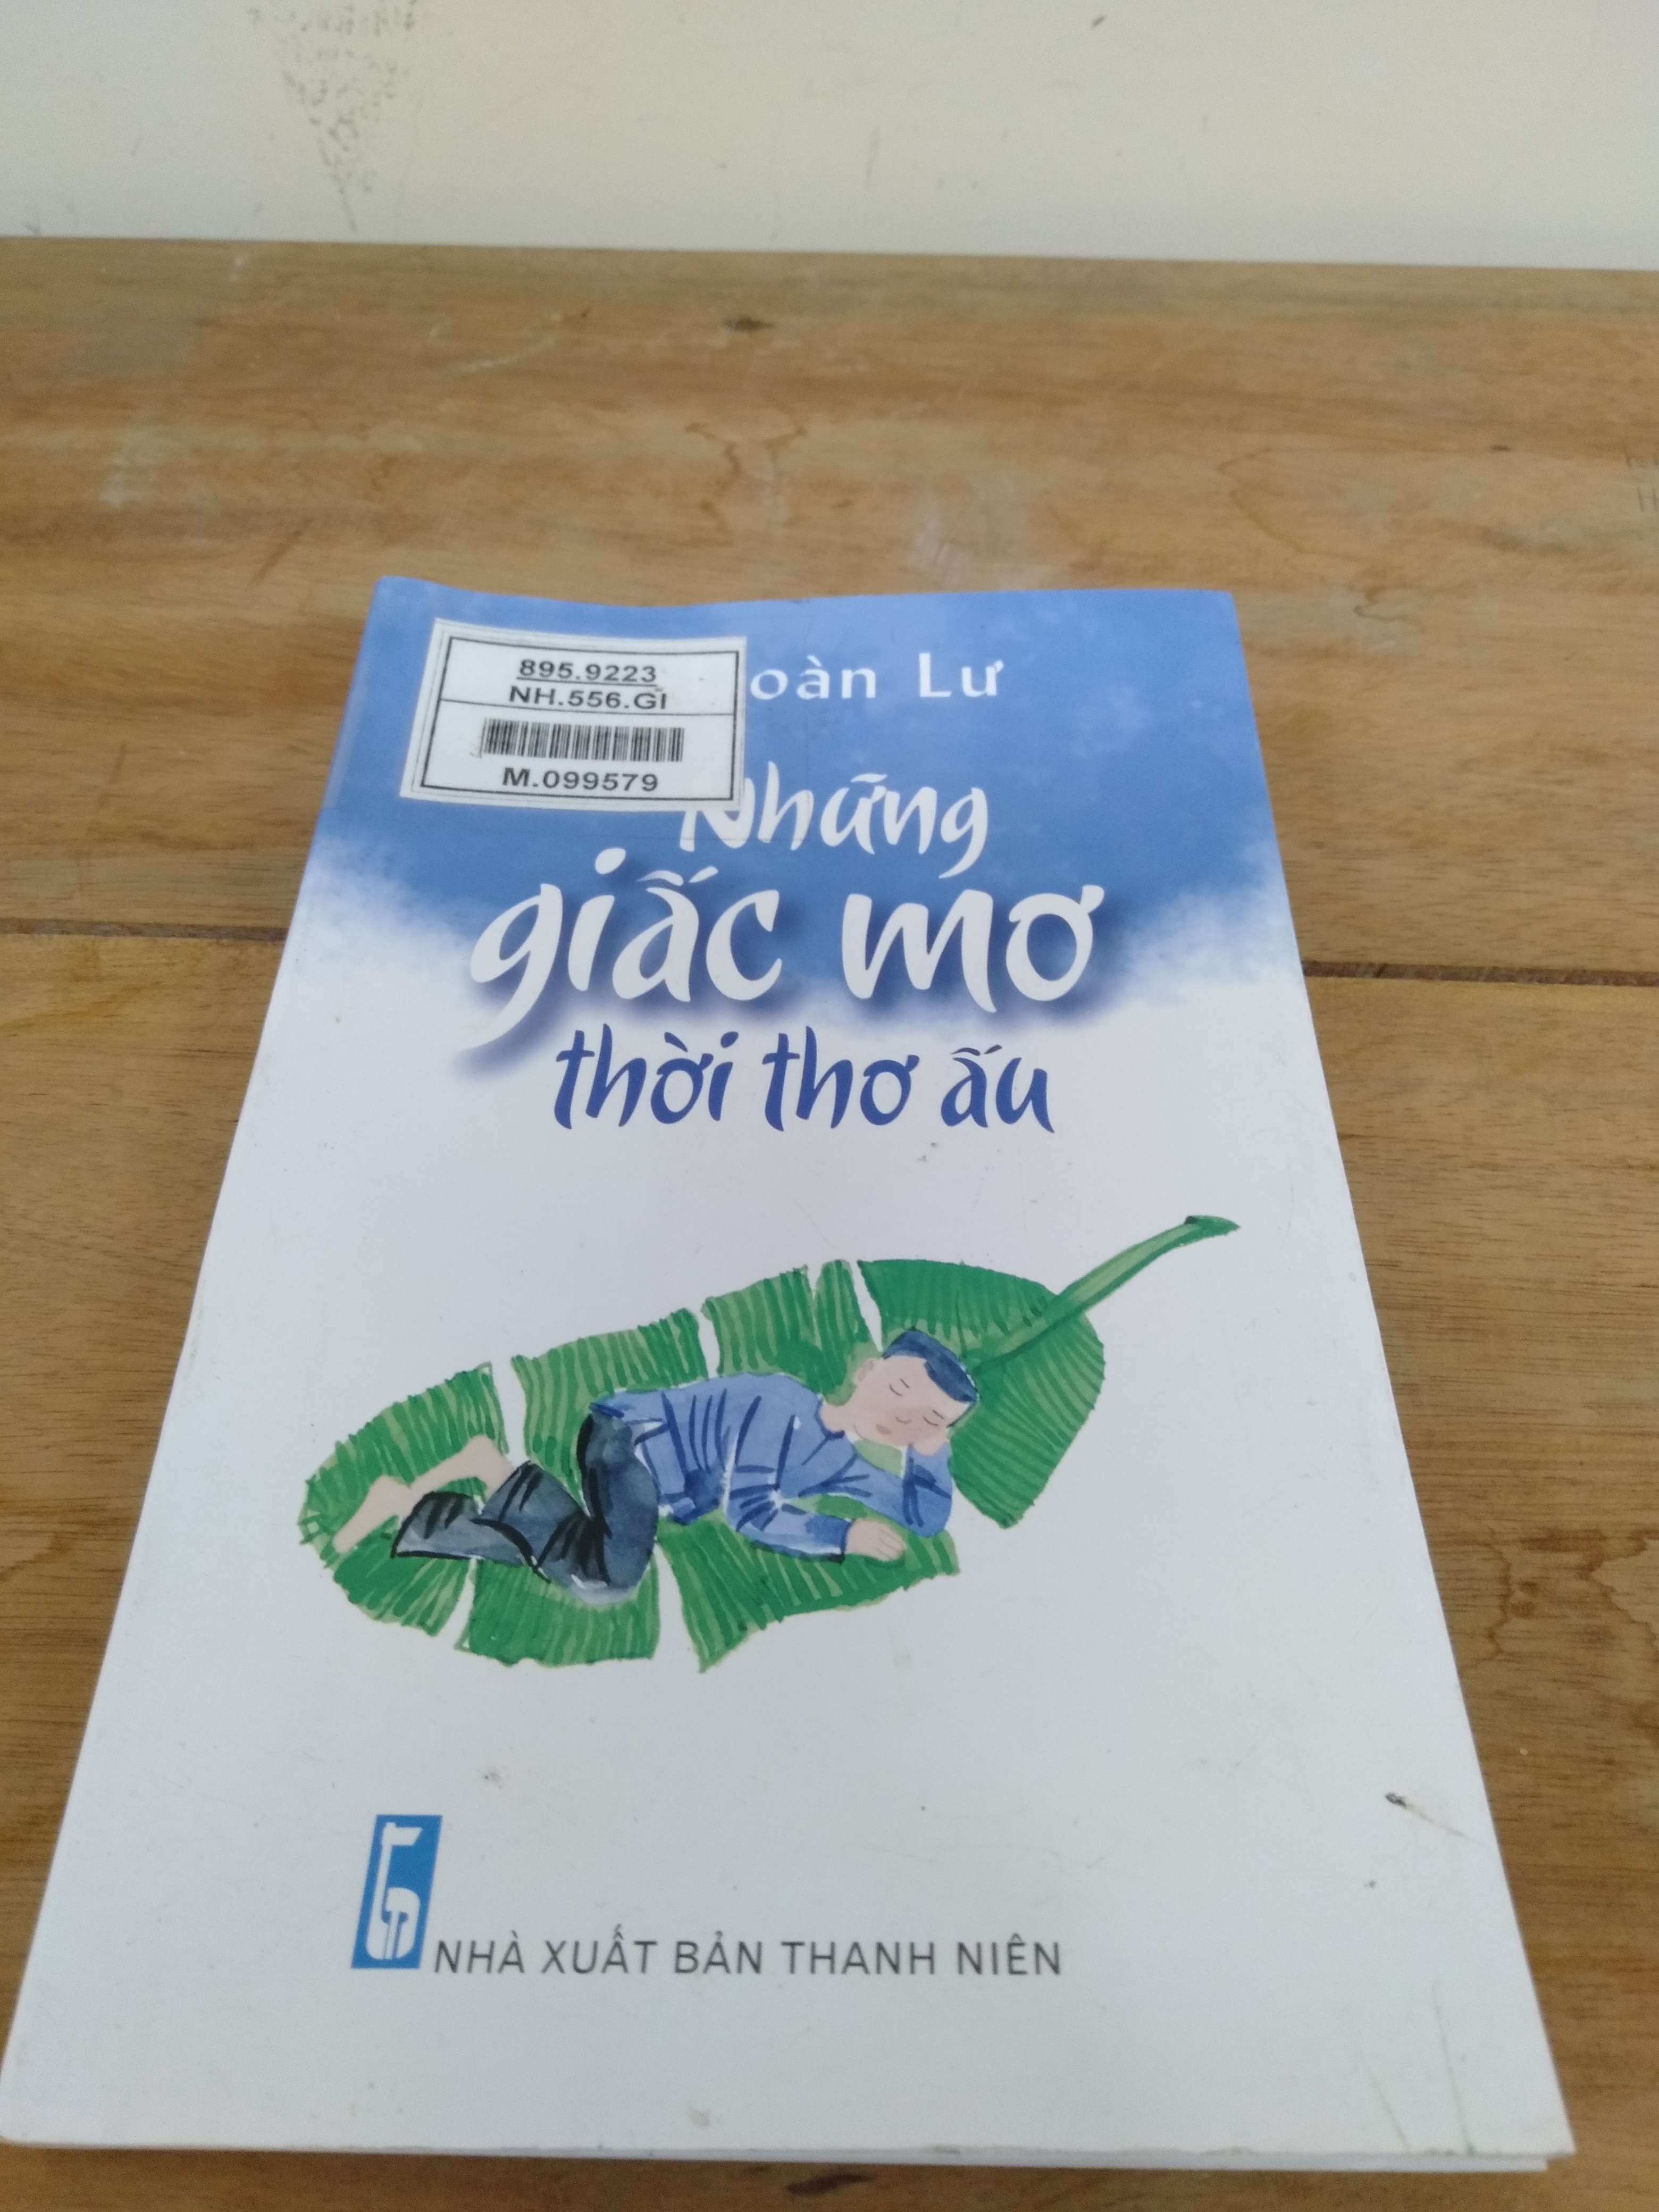 895.9223
NH.556.GI
M.099579
oàn Lư
Những
giấc mơ
thời thơ ấu
NHÀ XUẤT BẢN THANH NIÊN